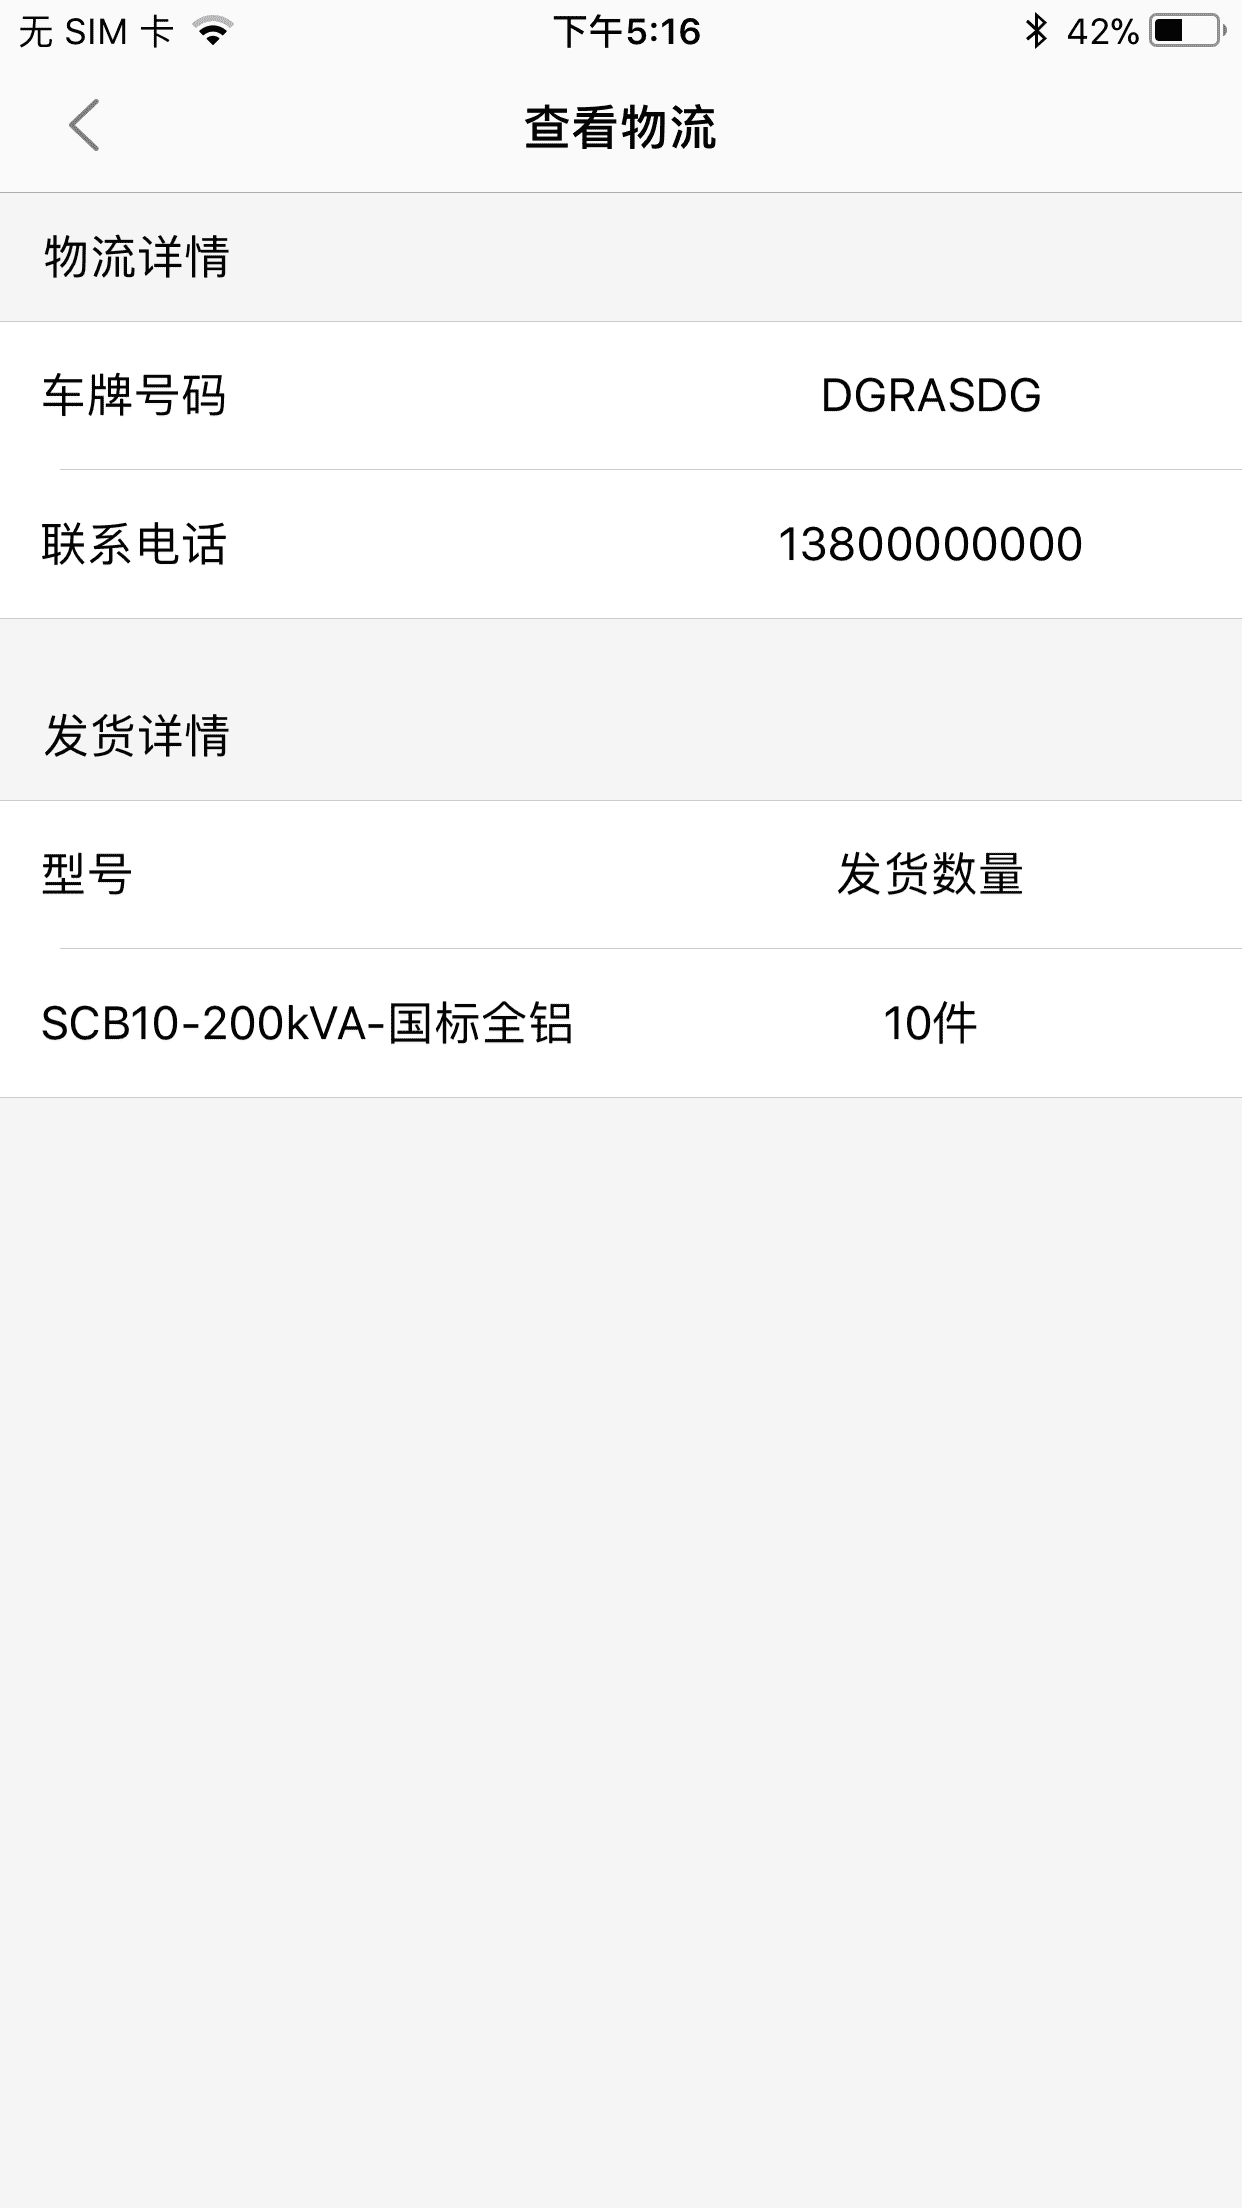 无 SIM 卡 下午5:16 42%
查看物流
物流详情
车牌号码 DGRASDG
联系电话 13800000000
发货详情
型号 发货数量
SCB10-200kVA-国标全铝 10件